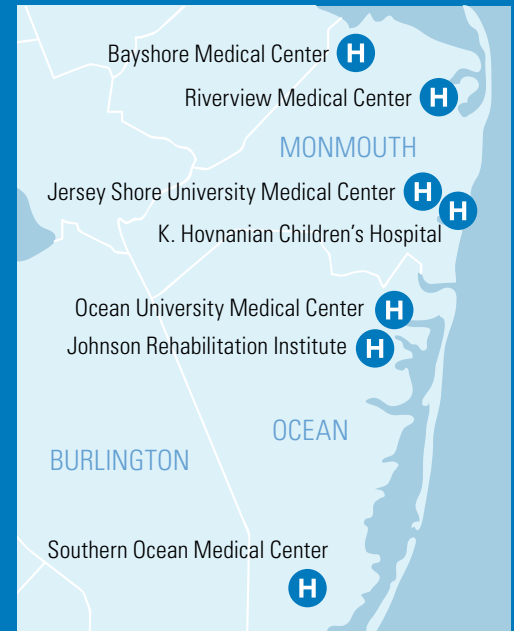 Bayshore Medical Center H
Riverview Medical Center H
MONMOUTH
Jersey Shore University Medical Center H
H
K. Hovnanian Children's Hospital
Ocean University Medical Center H
Johnson Rehabilitation Institute H
OCEAN
BURLINGTON
Southern Ocean Medical Center
H